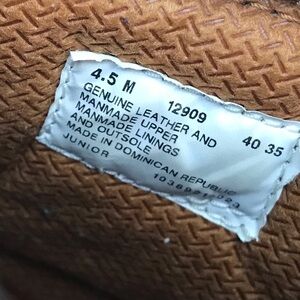 4.5 M 12909 40 35
GENUINE LEATHER AND
MANMADE UPPER
MANMADE LININGS
AND OUTSOLE
MADE IN DOMINICAN REPUBLIC
JUNIOR